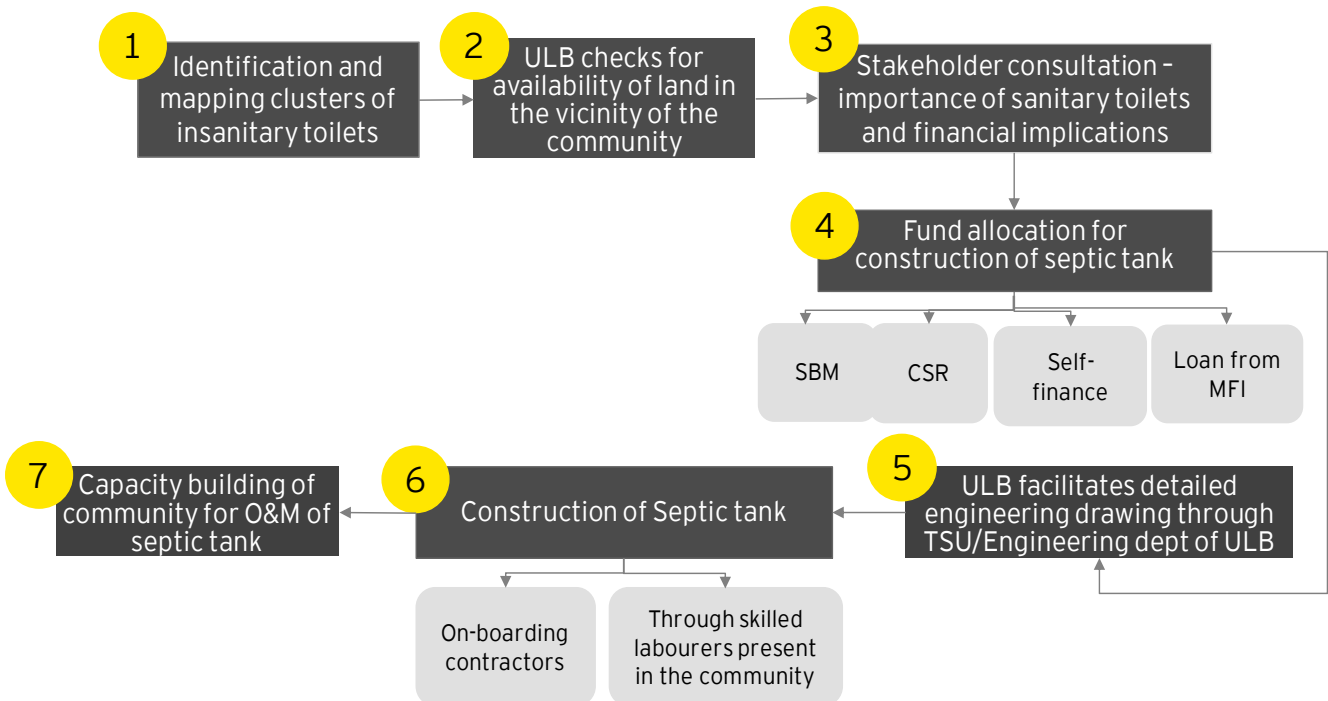 1
Identification and
mapping clusters of
insanitary toilets
2
ULB checks for
availability of land in
the vicinity of the
community
3
Stakeholder consultation –
importance of sanitary toilets
and financial implications
4
Fund allocation for
construction of septic tank
SBM
CSR
Self-
finance
Loan from
MFI
5
ULB facilitates detailed
engineering drawing through
TSU/Engineering dept of ULB
6
Construction of Septic tank
On-boarding
contractors
Through skilled
labourers present
in the community
7
Capacity building of
community for O&M of
septic tank